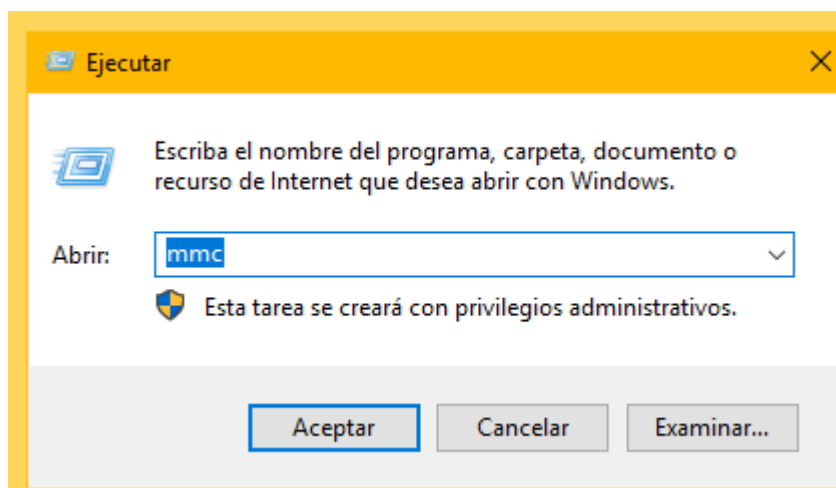 Ejecutar
Escriba el nombre del programa, carpeta, documento o
recurso de Internet que desea abrir con Windows.
Abrir: mmc
Esta tarea se creará con privilegios administrativos.
Aceptar Cancelar Examinar...